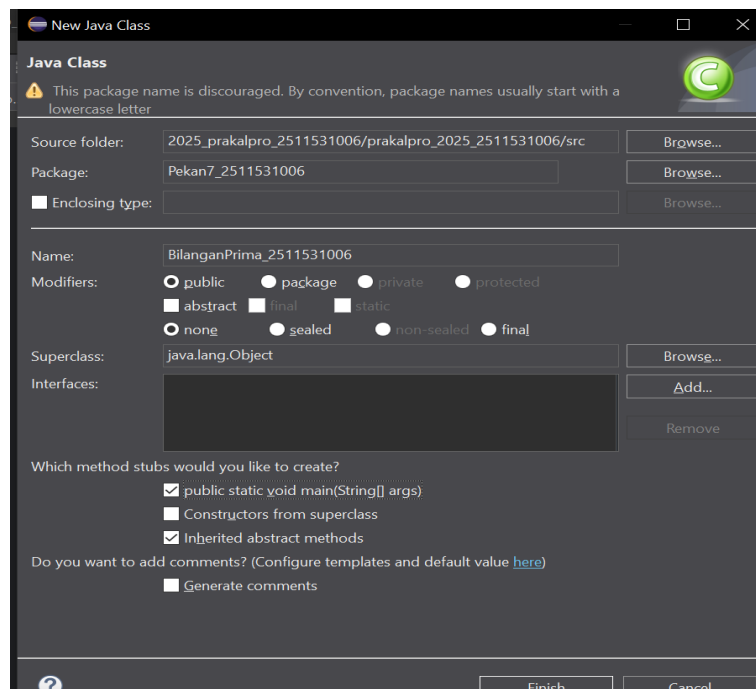 New Java Class
Java Class
This package name is discouraged. By convention, package names usually start with a
lowercase letter
Source folder: 2025_prakalpro_2511531006/prakalpro_2025_2511531006/src Browse...
Package: Pekan7_2511531006 Browse...
Enclosing type: Browse...
Name: BilanganPrima_2511531006
Modifiers: public package private protected
abstract final static
none sealed non-sealed final
Superclass: java.lang.Object Browse...
Interfaces: Add...
Remove
Which method stubs would you like to create?
public static void main(String[] args)
Constructors from superclass
Inherited abstract methods
Do you want to add comments? (Configure templates and default value here)
Generate comments
? Finish Cancel